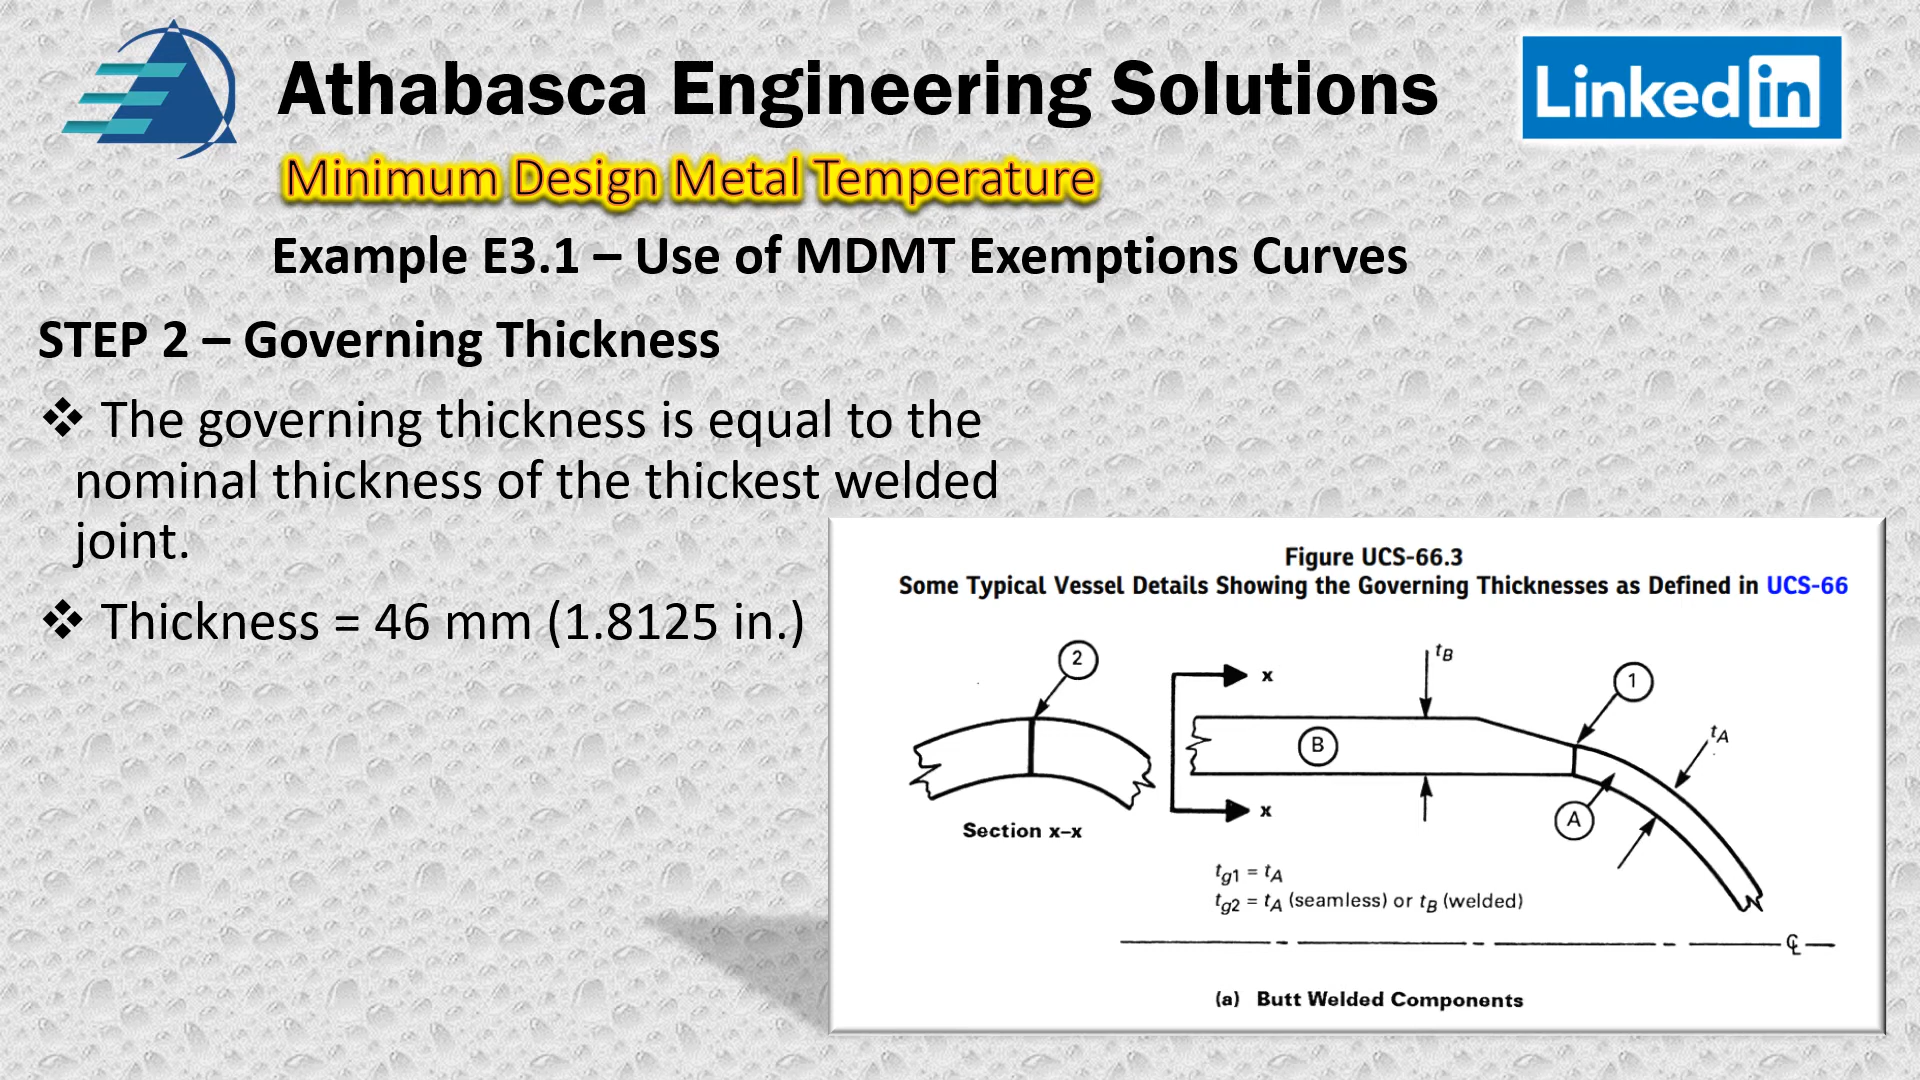 Athabasca Engineering Solutions
Linked in
Minimum Design Metal Temperature
Example E3.1 – Use of MDMT Exemptions Curves
STEP 2 – Governing Thickness
❖ The governing thickness is equal to the
nominal thickness of the thickest welded
joint.
❖ Thickness = 46 mm (1.8125 in.)
Figure UCS-66.3
Some Typical Vessel Details Showing the Governing Thicknesses as Defined in UCS-66
2
x
tB
1
tA
B
A
x
Section x–x
tg1 = tA
tg2 = tA (seamless) or tB (welded)
℄
(a) Butt Welded Components